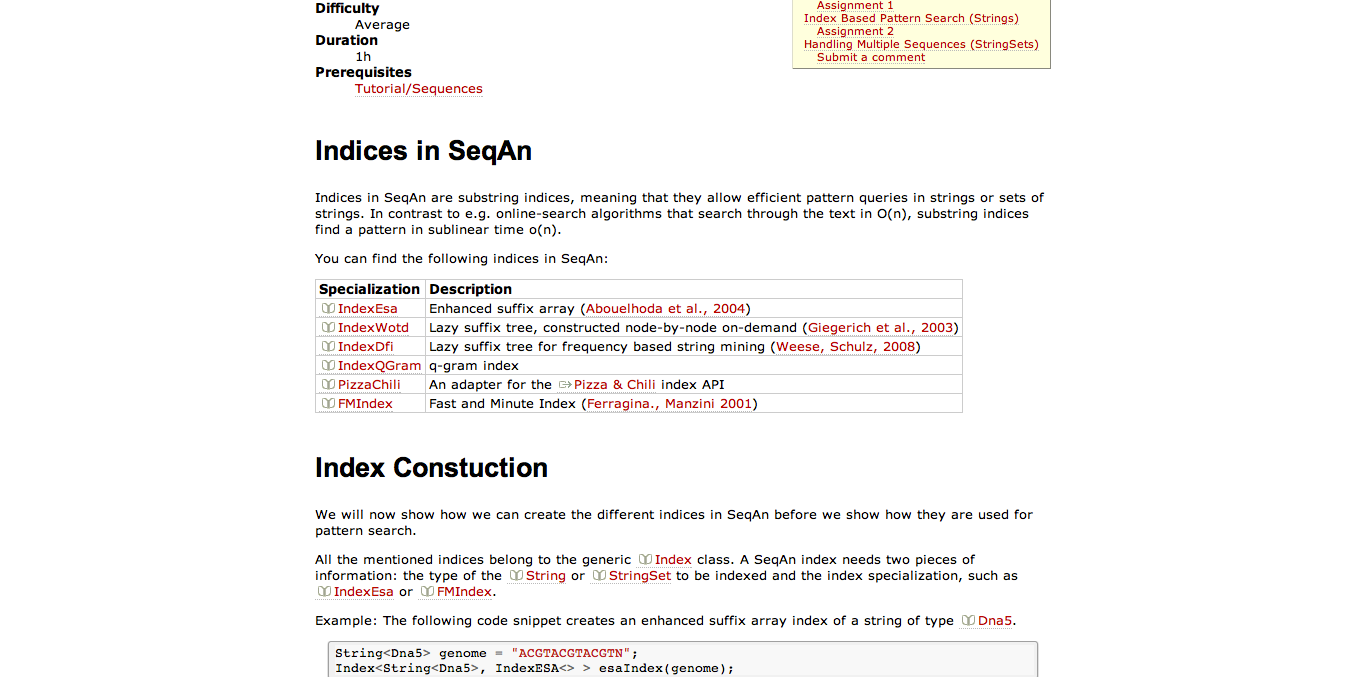 Difficulty
Average
Duration
1h
Prerequisites
Tutorial/Sequences
Assignment 1
Index Based Pattern Search (Strings)
Assignment 2
Handling Multiple Sequences (StringSets)
Submit a comment
Indices in SeqAn
Indices in SeqAn are substring indices, meaning that they allow efficient pattern queries in strings or sets of
strings. In contrast to e.g. online-search algorithms that search through the text in O(n), substring indices
find a pattern in sublinear time o(n).
You can find the following indices in SeqAn:
Specialization Description
IndexEsa Enhanced suffix array (Abouelhoda et al., 2004)
IndexWotd Lazy suffix tree, constructed node-by-node on-demand (Giegerich et al., 2003)
IndexDfi Lazy suffix tree for frequency based string mining (Weese, Schulz, 2008)
IndexQGram q-gram index
PizzaChili An adapter for the Pizza & Chili index API
FMIndex Fast and Minute Index (Ferragina., Manzini 2001)
Index Constuction
We will now show how we can create the different indices in SeqAn before we show how they are used for
pattern search.
All the mentioned indices belong to the generic Index class. A SeqAn index needs two pieces of
information: the type of the String or StringSet to be indexed and the index specialization, such as
IndexEsa or FMIndex.
Example: The following code snippet creates an enhanced suffix array index of a string of type Dna5.
String<Dna5> genome = "ACGTACGTACGTN";
Index<String<Dna5>, IndexESA<> > esaIndex(genome);